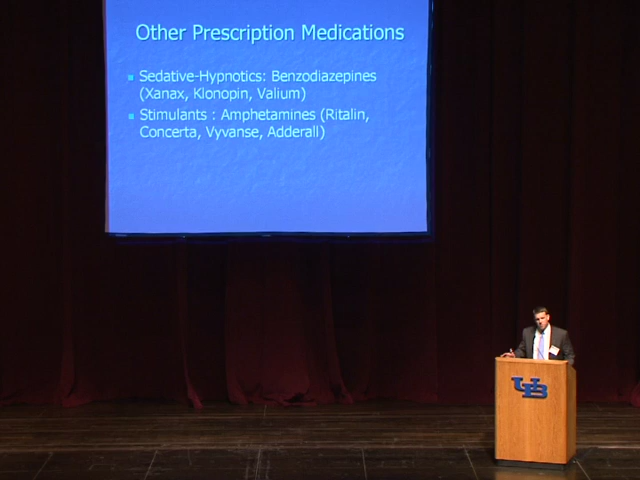 Other Prescription Medications
Sedative-Hypnotics: Benzodiazepines
(Xanax, Klonopin, Valium)
Stimulants : Amphetamines (Ritalin,
Concerta, Vyvanse, Adderall)
UB